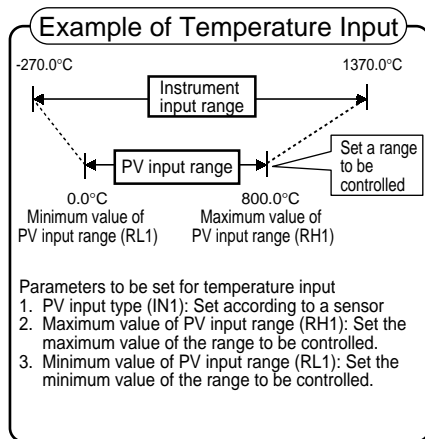 Example of Temperature Input
-270.0°C
1370.0°C
Instrument
input range
PV input range
Set a range
to be
controlled
0.0°C
Minimum value of
PV input range (RL1)
800.0°C
Maximum value of
PV input range (RH1)
Parameters to be set for temperature input
1. PV input type (IN1): Set according to a sensor
2. Maximum value of PV input range (RH1): Set the
maximum value of the range to be controlled.
3. Minimum value of PV input range (RL1): Set the
minimum value of the range to be controlled.